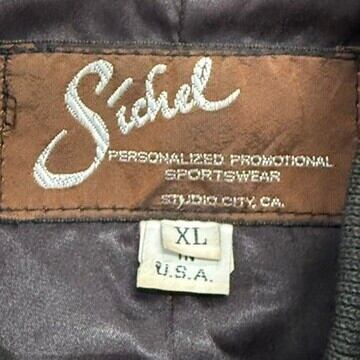 Sichel
PERSONALIZED PROMOTIONAL
SPORTSWEAR
STUDIO CITY, CA.
XL
IN
U.S.A.